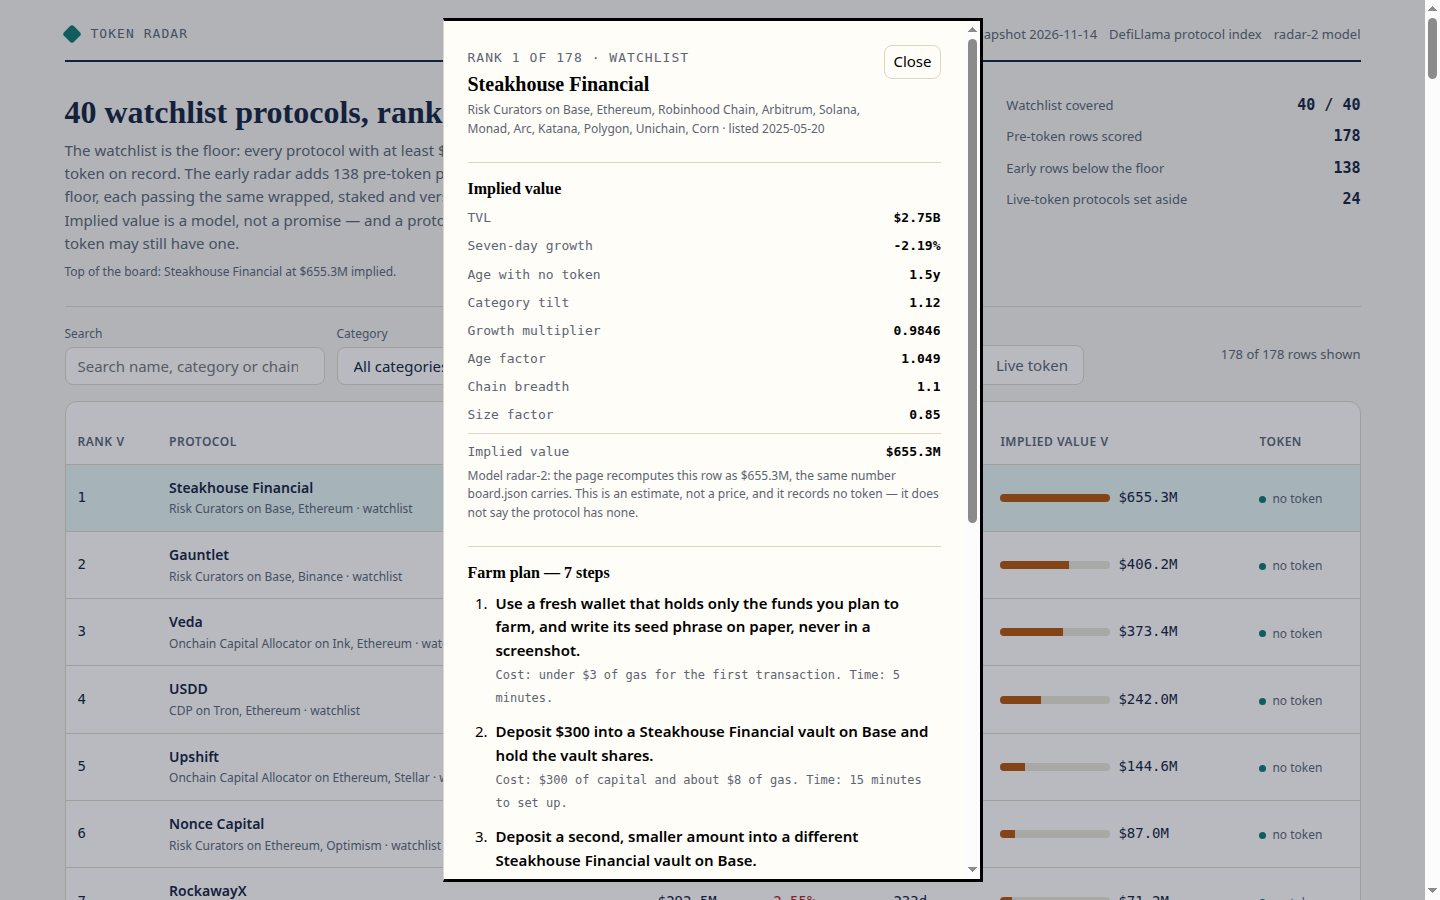 TOKEN RADAR
apshot 2026-11-14 DefiLlama protocol index radar-2 model
40 watchlist protocols, rank
The watchlist is the floor: every protocol with at least $
token on record. The early radar adds 138 pre-token p
floor, each passing the same wrapped, staked and ver
Implied value is a model, not a promise — and a proto
token may still have one.
Top of the board: Steakhouse Financial at $655.3M implied.
Watchlist covered 40 / 40
Pre-token rows scored 178
Early rows below the floor 138
Live-token protocols set aside 24
Search
Category
Search name, category or chain
All categories
Live token
178 of 178 rows shown
RANK V PROTOCOL IMPLIED VALUE V TOKEN
1 Steakhouse Financial $655.3M no token
Risk Curators on Base, Ethereum · watchlist
2 Gauntlet $406.2M no token
Risk Curators on Base, Binance · watchlist
3 Veda $373.4M no token
Onchain Capital Allocator on Ink, Ethereum · wat
4 USDD $242.0M no token
CDP on Tron, Ethereum · watchlist
5 Upshift $144.6M no token
Onchain Capital Allocator on Ethereum, Stellar · w
6 Nonce Capital $87.0M no token
Risk Curators on Ethereum, Optimism · watchlist
RockawayX
RANK 1 OF 178 · WATCHLIST
Close
Steakhouse Financial
Risk Curators on Base, Ethereum, Robinhood Chain, Arbitrum, Solana,
Monad, Arc, Katana, Polygon, Unichain, Corn · listed 2025-05-20
Implied value
TVL $2.75B
Seven-day growth -2.19%
Age with no token 1.5y
Category tilt 1.12
Growth multiplier 0.9846
Age factor 1.049
Chain breadth 1.1
Size factor 0.85
Implied value $655.3M
Model radar-2: the page recomputes this row as $655.3M, the same number
board.json carries. This is an estimate, not a price, and it records no token — it does
not say the protocol has none.
Farm plan — 7 steps
1. Use a fresh wallet that holds only the funds you plan to
farm, and write its seed phrase on paper, never in a
screenshot.
Cost: under $3 of gas for the first transaction. Time: 5
minutes.
2. Deposit $300 into a Steakhouse Financial vault on Base and
hold the vault shares.
Cost: $300 of capital and about $8 of gas. Time: 15 minutes
to set up.
3. Deposit a second, smaller amount into a different
Steakhouse Financial vault on Base.